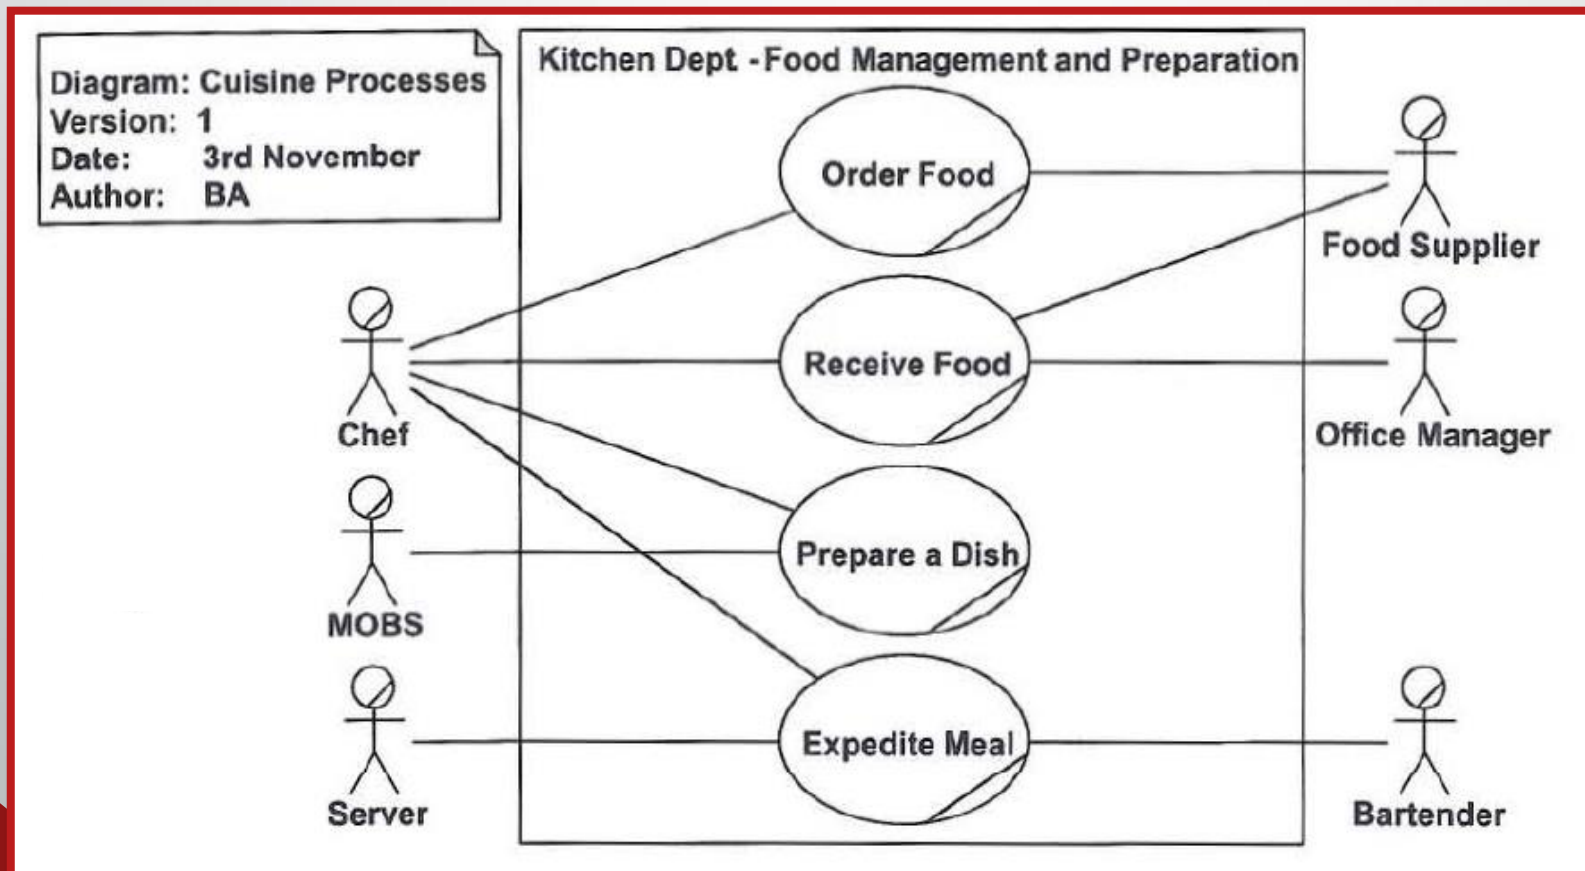 Diagram: Cuisine Processes
Version: 1
Date: 3rd November
Author: BA
Kitchen Dept - Food Management and Preparation
Order Food
Food Supplier
Chef
Receive Food
Office Manager
MOBS
Prepare a Dish
Server
Expedite Meal
Bartender